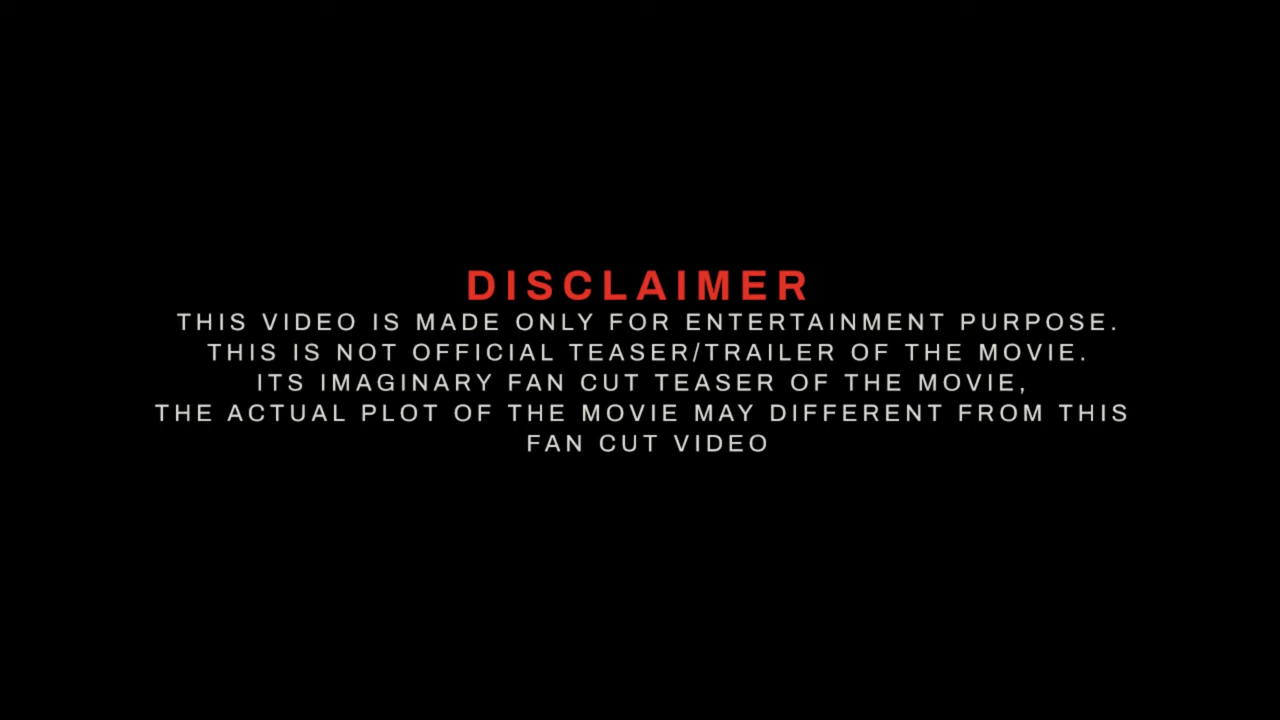 DISCLAIMER
THIS VIDEO IS MADE ONLY FOR ENTERTAINMENT PURPOSE.
THIS IS NOT OFFICIAL TEASER/TRAILER OF THE MOVIE.
ITS IMAGINARY FAN CUT TEASER OF THE MOVIE,
THE ACTUAL PLOT OF THE MOVIE MAY DIFFERENT FROM THIS
FAN CUT VIDEO